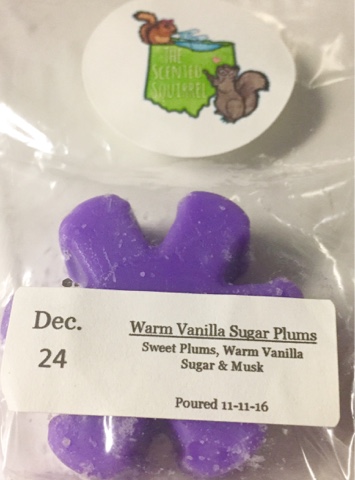 THE
SCENTED
SQUIRREL
Dec.
24
Warm Vanilla Sugar Plums
Sweet Plums, Warm Vanilla
Sugar & Musk
Poured 11-11-16